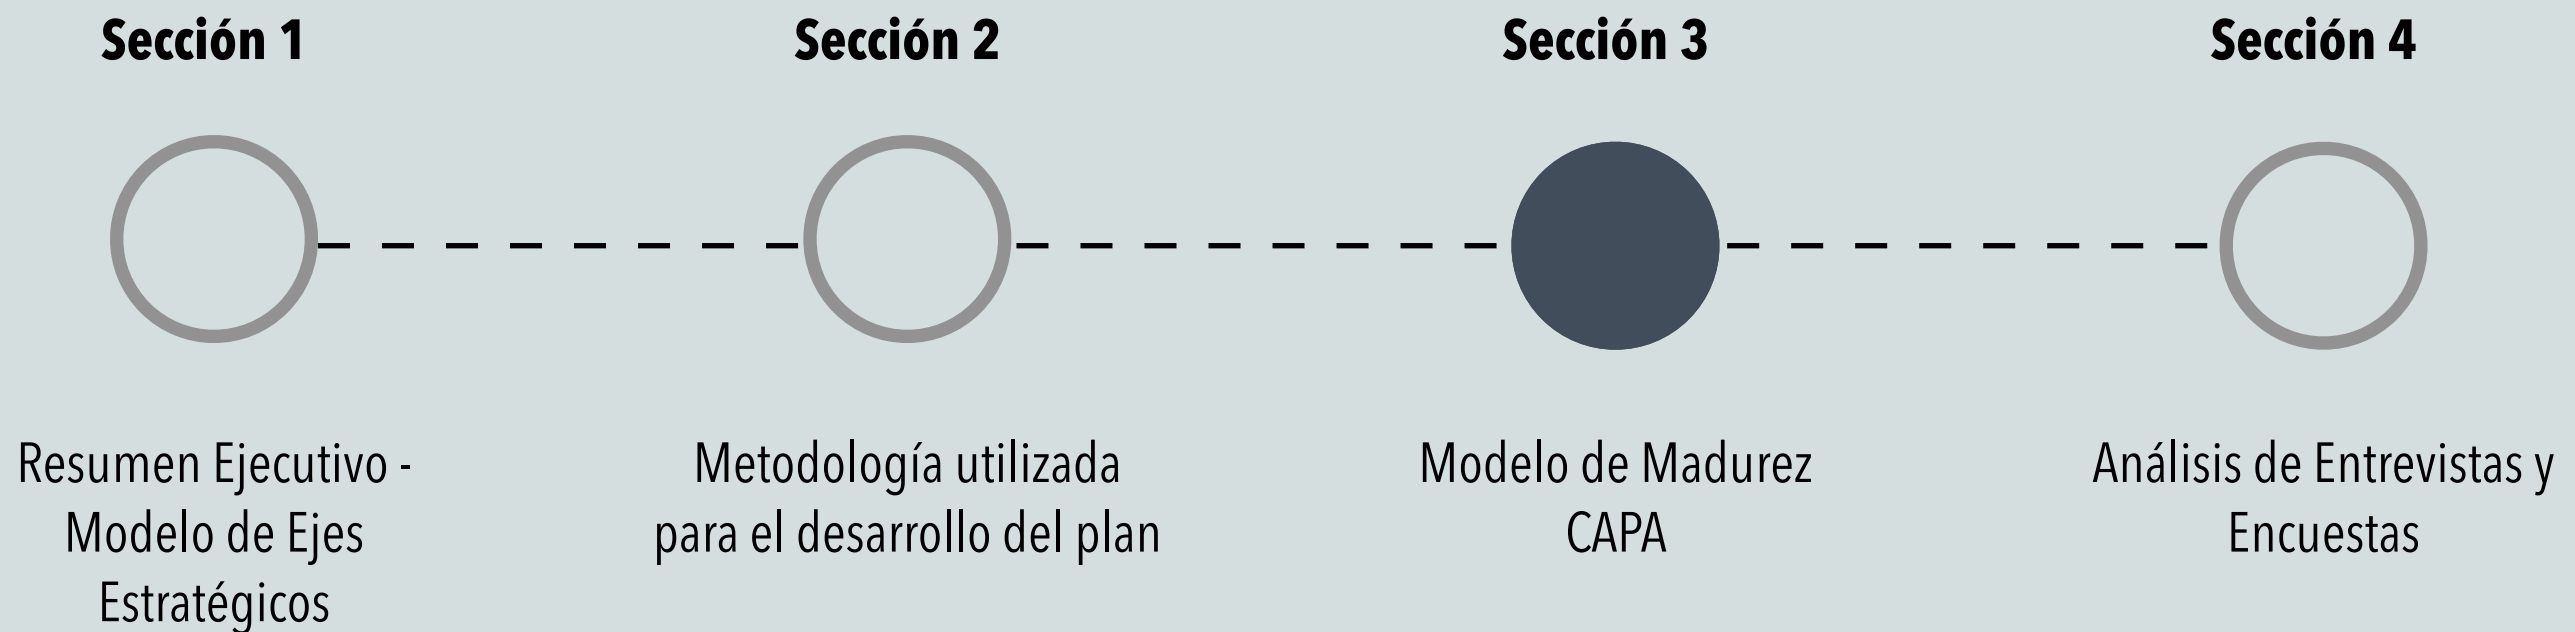 Sección 1
Sección 2
Sección 3
Sección 4
Resumen Ejecutivo -
Modelo de Ejes
Estratégicos
Metodología utilizada
para el desarrollo del plan
Modelo de Madurez
CAPA
Análisis de Entrevistas y
Encuestas